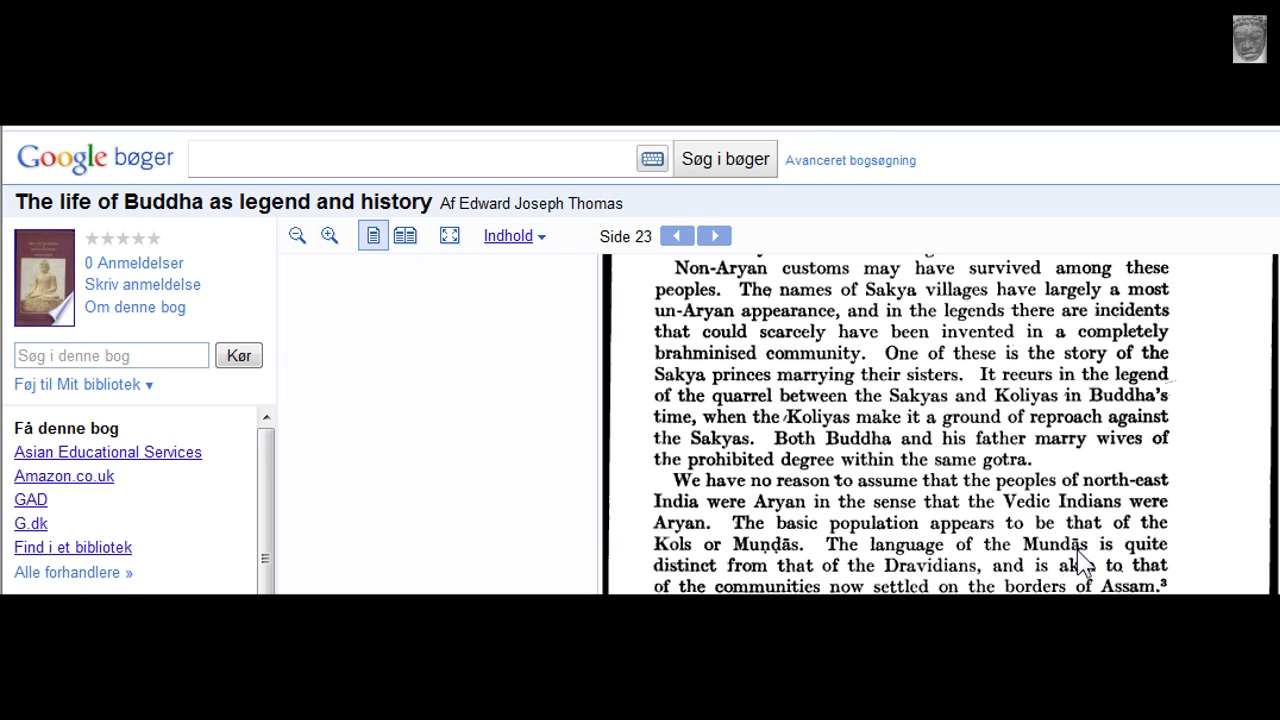 Google bøger
Søg i bøger
Avanceret bogsøgning
The life of Buddha as legend and history Af Edward Joseph Thomas
0 Anmeldelser
Skriv anmeldelse
Om denne bog
Søg i denne bog
Kør
Føj til Mit bibliotek ▾
Få denne bog
Asian Educational Services
Amazon.co.uk
GAD
G.dk
Find i et bibliotek
Alle forhandlere »
Indhold
Side 23
Non-Aryan customs may have survived among these
peoples. The names of Sakya villages have largely a most
un-Aryan appearance, and in the legends there are incidents
that could scarcely have been invented in a completely
brahminised community. One of these is the story of the
Sakya princes marrying their sisters. It recurs in the legend
of the quarrel between the Sakyas and Koliyas in Buddha's
time, when the Koliyas make it a ground of reproach against
the Sakyas. Both Buddha and his father marry wives of
the prohibited degree within the same gotra.
We have no reason to assume that the peoples of north-east
India were Aryan in the sense that the Vedic Indians were
Aryan. The basic population appears to be that of the
Kols or Muṇḍās. The language of the Mundās is quite
distinct from that of the Dravidians, and is to that
of the communities now settled on the borders of Assam.³